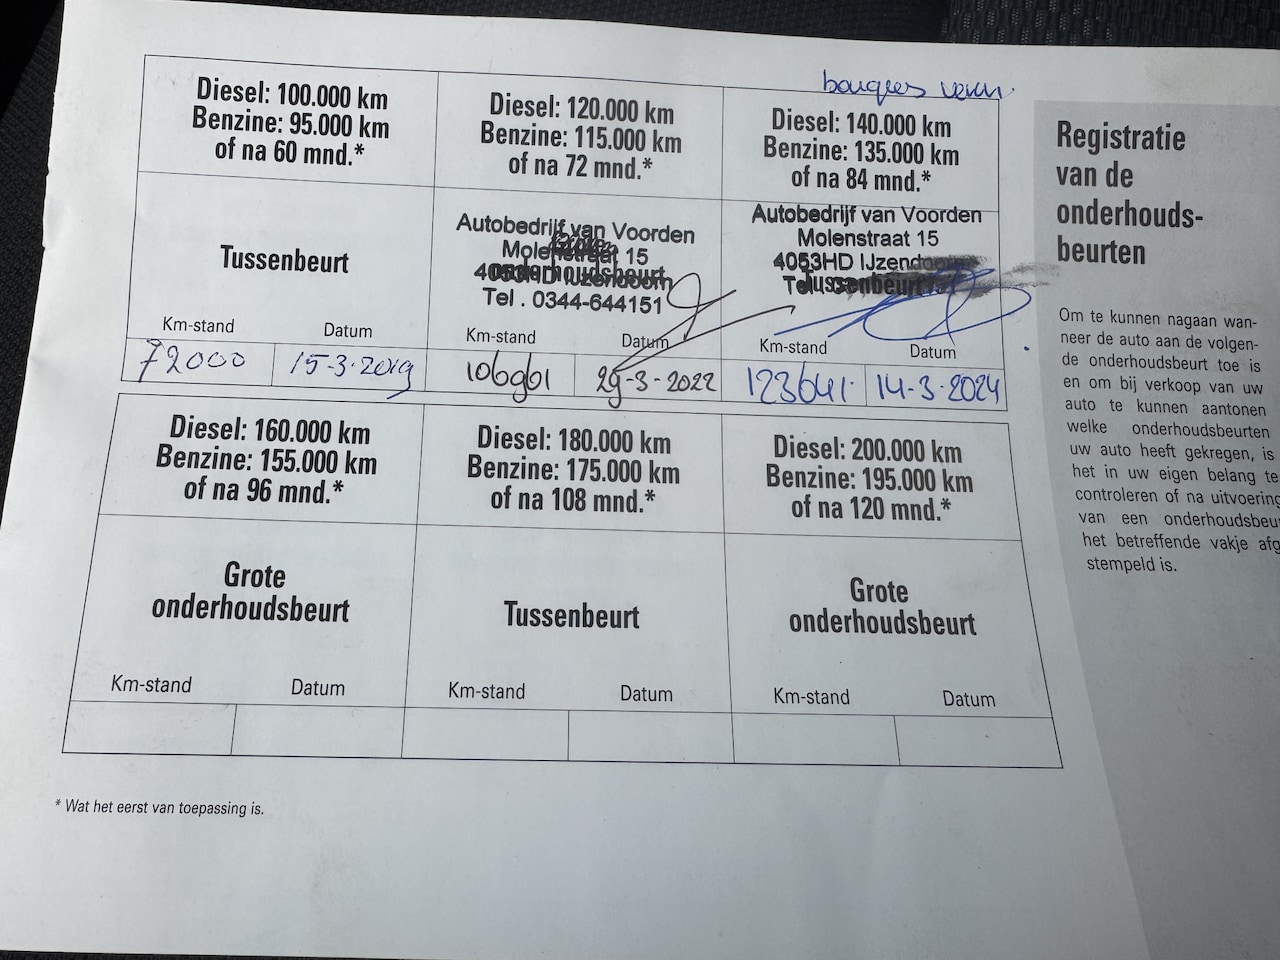 bougies verv.
Diesel: 100.000 km
Benzine: 95.000 km
of na 60 mnd.*
Tussenbeurt
Km-stand Datum
72000 15-3-2019
Diesel: 120.000 km
Benzine: 115.000 km
of na 72 mnd.*
Autobedrijf van Voorden
Molenstraat 15
4053HD IJzendoorn
onderhoudsbeurt
Tel . 0344-644151
Km-stand Datum
106961 29-3-2022
Diesel: 140.000 km
Benzine: 135.000 km
of na 84 mnd.*
Autobedrijf van Voorden
Molenstraat 15
4053HD IJzendoorn
Tussenbeurt
Km-stand Datum
123641 14-3-2024
Diesel: 160.000 km
Benzine: 155.000 km
of na 96 mnd.*
Grote
onderhoudsbeurt
Km-stand Datum
Diesel: 180.000 km
Benzine: 175.000 km
of na 108 mnd.*
Tussenbeurt
Km-stand Datum
Diesel: 200.000 km
Benzine: 195.000 km
of na 120 mnd.*
Grote
onderhoudsbeurt
Km-stand Datum
* Wat het eerst van toepassing is.
Registratie
van de
onderhouds-
beurten
Om te kunnen nagaan wan-
neer de auto aan de volgen-
de onderhoudsbeurt toe is
en om bij verkoop van uw
auto te kunnen aantonen
welke onderhoudsbeurten
uw auto heeft gekregen, is
het in uw eigen belang te
controleren of na uitvoering
van een onderhoudsbeu
het betreffende vakje afg
stempeld is.